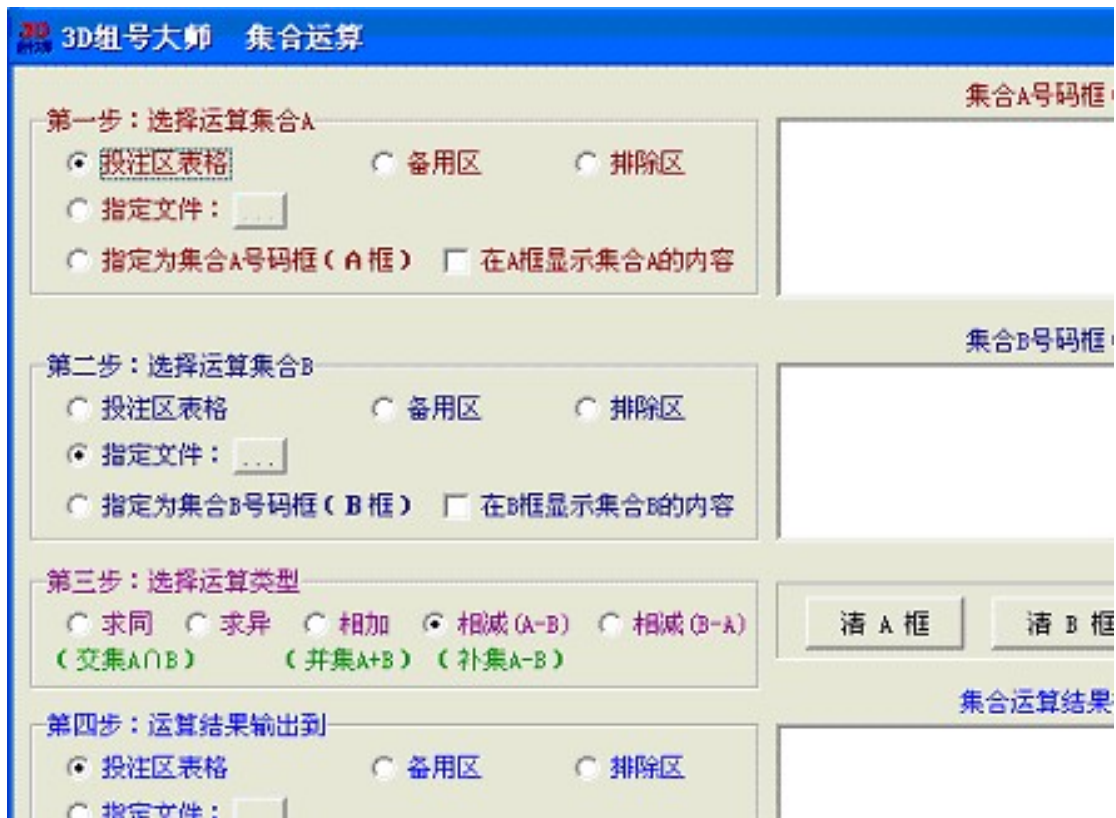 3D组号大师 集合运算
集合A号码框
第一步：选择运算集合A
投注区表格 备用区 排除区
指定文件： ...
指定为集合A号码框(A框) 在A框显示集合A的内容
集合B号码框
第二步：选择运算集合B
投注区表格 备用区 排除区
指定文件： ...
指定为集合B号码框(B框) 在B框显示集合B的内容
第三步：选择运算类型
求同 求异 相加 相减(A-B) 相减(B-A)
(交集A∩B) (并集A+B) (补集A-B)
清 A 框 清 B 框
集合运算结果
第四步：运算结果输出到
投注区表格 备用区 排除区
指定文件：